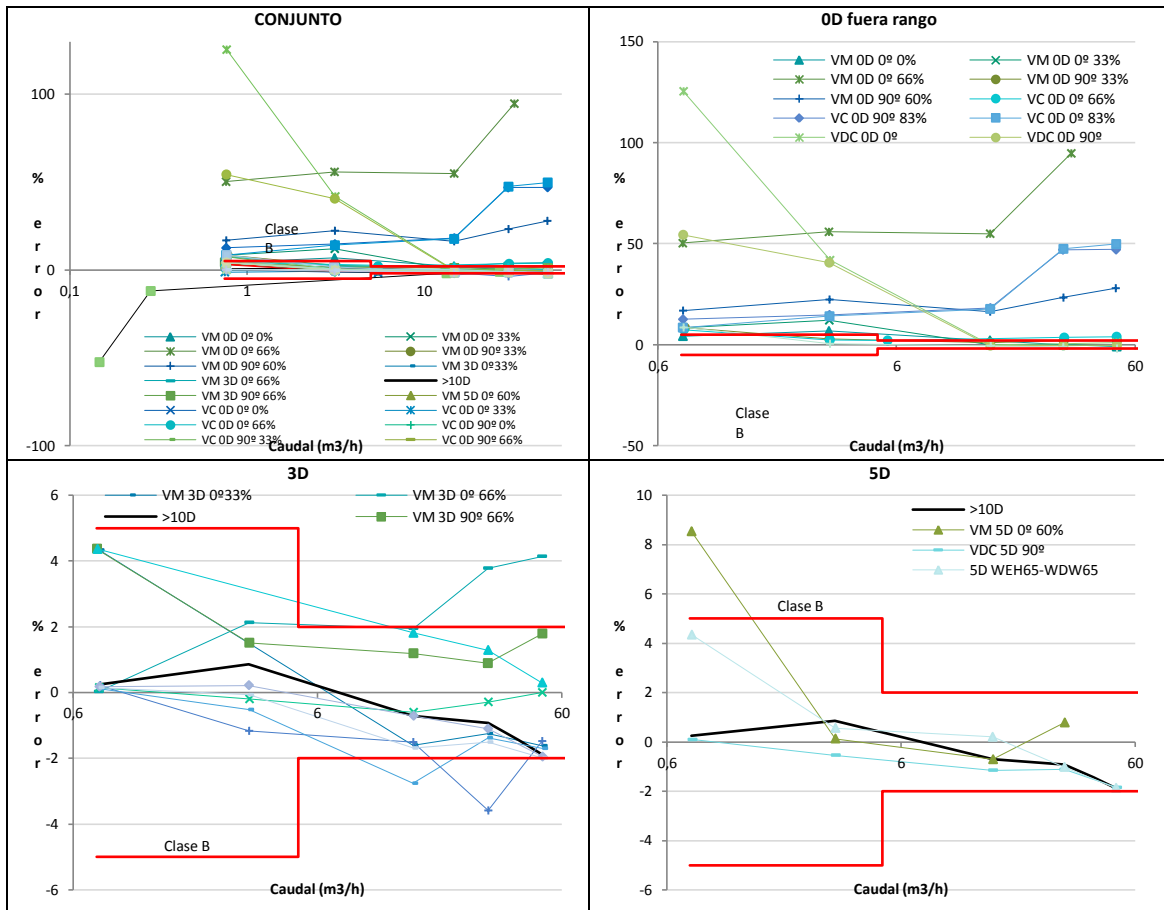 CONJUNTO
100
0
-100
0,1
1
10
% error
Clase B
VM 0D 0º 0%
VM 0D 0º 33%
VM 0D 0º 66%
VM 0D 90º 33%
VM 0D 90º 60%
VM 3D 0º33%
VM 3D 0º 66%
>10D
VM 3D 90º 66%
VM 5D 0º 60%
VC 0D 0º 0%
VC 0D 0º 33%
VC 0D 0º 66%
VC 0D 90º 0%
VC 0D 90º 33%
VC 0D 90º 66%
Caudal (m3/h)
0D fuera rango
150
100
50
0
-50
0,6
6
60
% error
VM 0D 0º 0%
VM 0D 0º 33%
VM 0D 0º 66%
VM 0D 90º 33%
VM 0D 90º 60%
VC 0D 0º 66%
VC 0D 90º 83%
VC 0D 0º 83%
VDC 0D 0º
VDC 0D 90º
Clase B
Caudal (m3/h)
3D
6
4
2
0
-2
-4
-6
0,6
6
60
% error
VM 3D 0º33%
VM 3D 0º 66%
>10D
VM 3D 90º 66%
Clase B
Caudal (m3/h)
5D
10
8
6
4
2
0
-2
-4
-6
0,6
6
60
% error
>10D
VM 5D 0º 60%
VDC 5D 90º
5D WEH65-WDW65
Clase B
Caudal (m3/h)